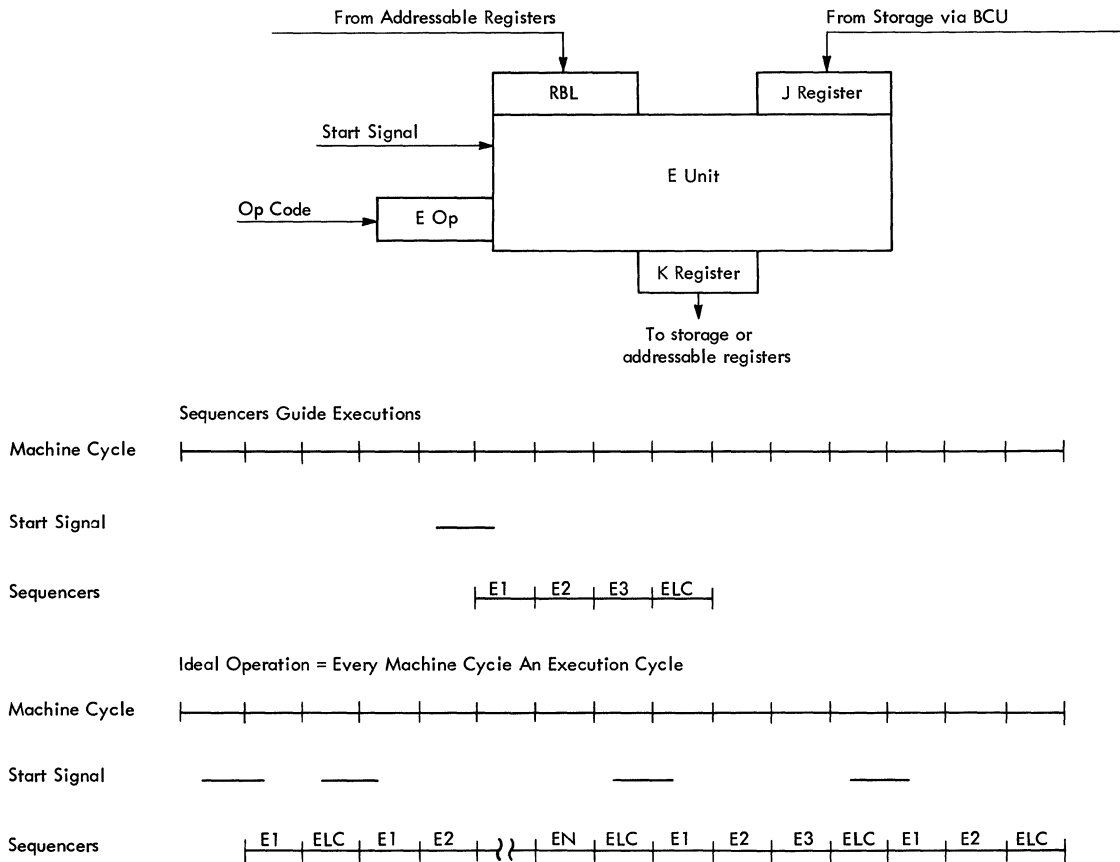 From Addressable Registers
From Storage via BCU
RBL
J Register
Start Signal
E Unit
Op Code
E Op
K Register
To storage or
addressable registers
Sequencers Guide Executions
Machine Cycle
Start Signal
Sequencers
E1 E2 E3 ELC
Ideal Operation = Every Machine Cycle An Execution Cycle
Machine Cycle
Start Signal
Sequencers
E1 ELC E1 E2 EN ELC E1 E2 E3 ELC E1 E2 ELC